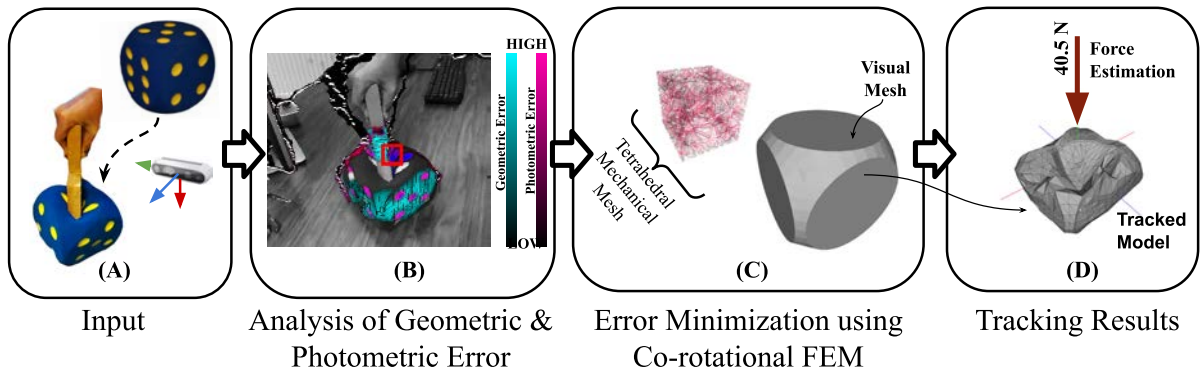 (A)
Input
HIGH
Geometric Error
Photometric Error
LOW
(B)
Analysis of Geometric &
Photometric Error
Tetrahedral
Mechanical
Mesh
Visual
Mesh
(C)
Error Minimization using
Co-rotational FEM
40.5 N
Force
Estimation
Tracked
Model
(D)
Tracking Results